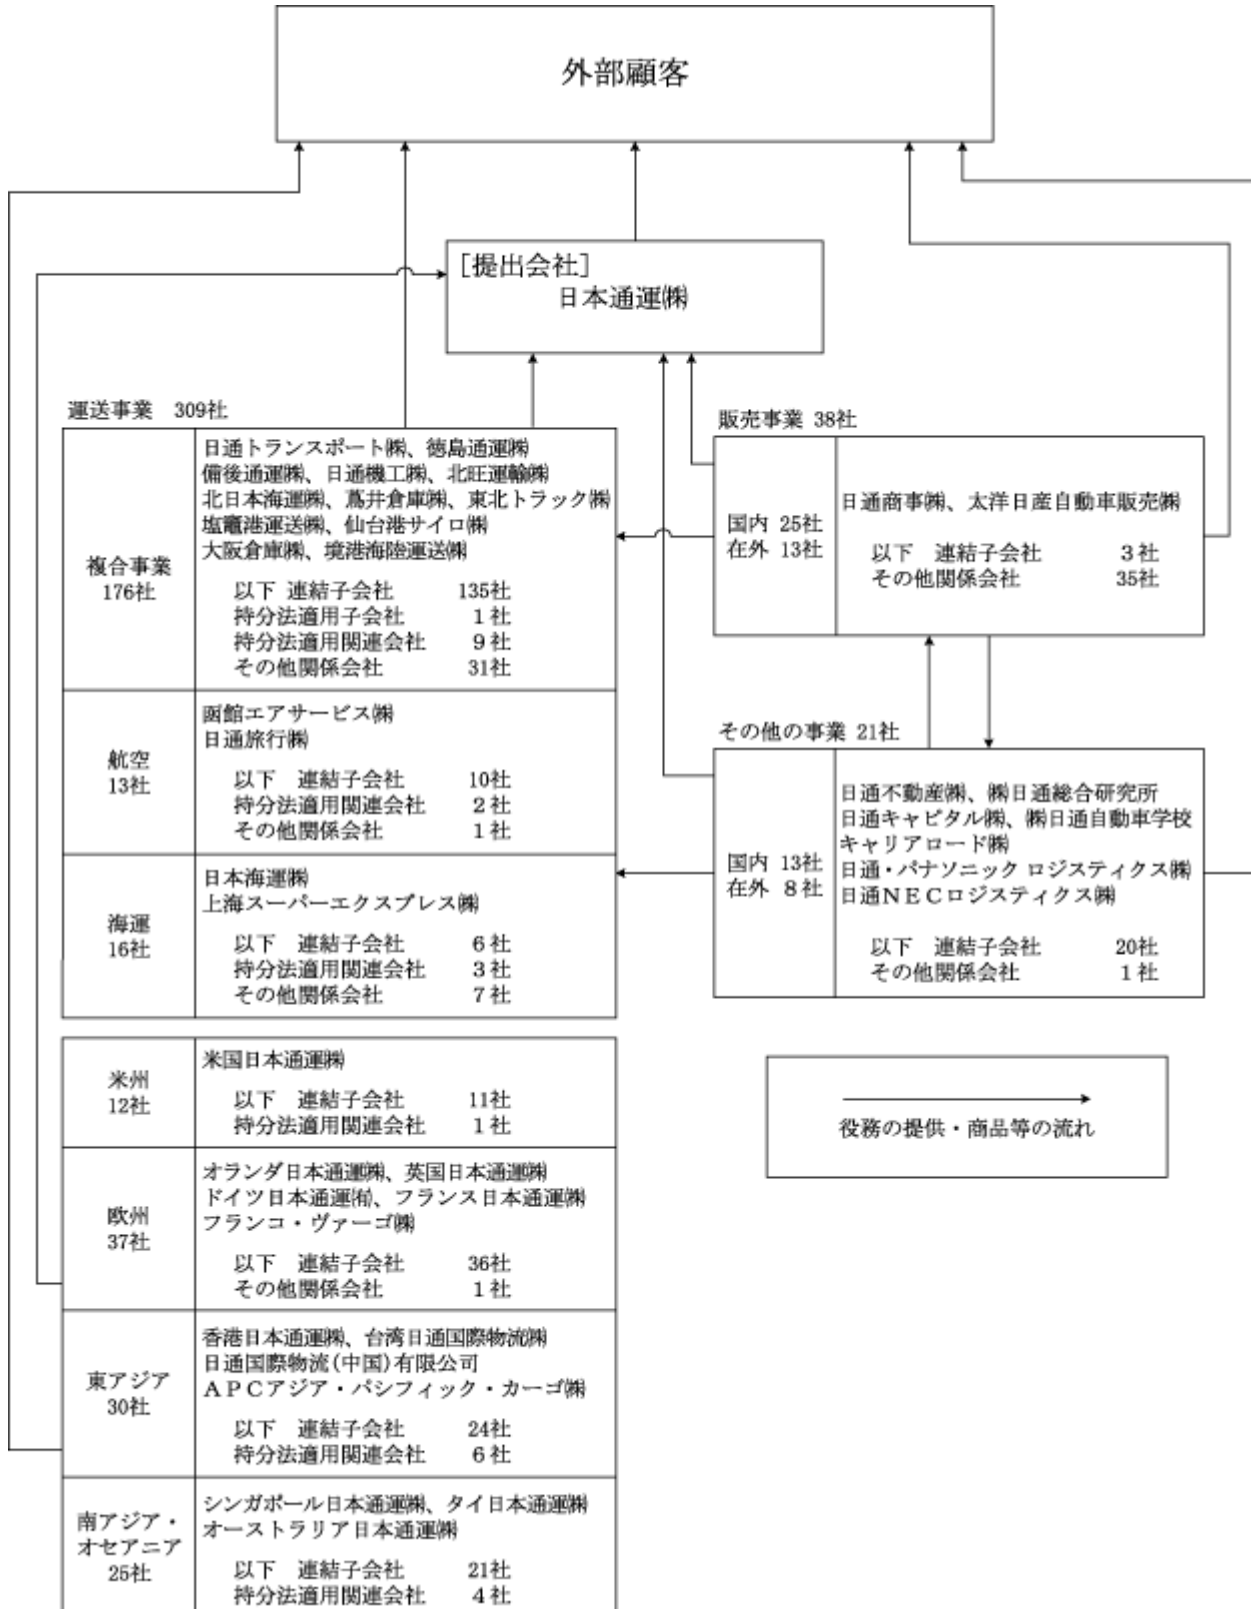 外部顧客
[提出会社]
日本通運㈱
運送事業 309社
複合事業
176社
日通トランスポート㈱、徳島通運㈱
備後通運㈱、日通機工㈱、北旺運輸㈱
北日本海運㈱、蔦井倉庫㈱、東北トラック㈱
塩竈港運送㈱、仙台港サイロ㈱
大阪倉庫㈱、境港海陸運送㈱
以下 連結子会社 135社
持分法適用子会社 1社
持分法適用関連会社 9社
その他関係会社 31社
航空
13社
函館エアサービス㈱
日通旅行㈱
以下 連結子会社 10社
持分法適用関連会社 2社
その他関係会社 1社
海運
16社
日本海運㈱
上海スーパーエクスプレス㈱
以下 連結子会社 6社
持分法適用関連会社 3社
その他関係会社 7社
米州
12社
米国日本通運㈱
以下 連結子会社 11社
持分法適用関連会社 1社
欧州
37社
オランダ日本通運㈱、英国日本通運㈱
ドイツ日本通運㈲、フランス日本通運㈱
フランコ・ヴァーゴ㈱
以下 連結子会社 36社
その他関係会社 1社
東アジア
30社
香港日本通運㈱、台湾日通国際物流㈱
日通国際物流(中国)有限公司
APCアジア・パシフィック・カーゴ㈱
以下 連結子会社 24社
持分法適用関連会社 6社
南アジア・
オセアニア
25社
シンガポール日本通運㈱、タイ日本通運㈱
オーストラリア日本通運㈱
以下 連結子会社 21社
持分法適用関連会社 4社
販売事業 38社
国内 25社
在外 13社
日通商事㈱、太洋日産自動車販売㈱
以下 連結子会社 3社
その他関係会社 35社
その他の事業 21社
国内 13社
在外 8社
日通不動産㈱、㈱日通総合研究所
日通キャピタル㈱、㈱日通自動車学校
キャリアロード㈱
日通・パナソニック ロジスティクス㈱
日通NECロジスティクス㈱
以下 連結子会社 20社
その他関係会社 1社
役務の提供・商品等の流れ